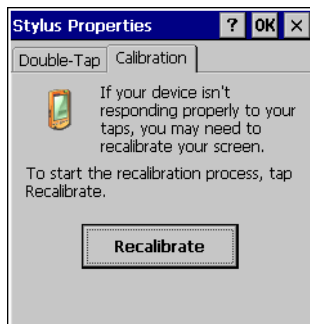 Stylus Properties ? OK ×
Double-Tap Calibration
If your device isn't
responding properly to your
taps, you may need to
recalibrate your screen.
To start the recalibration process, tap
Recalibrate.
Recalibrate